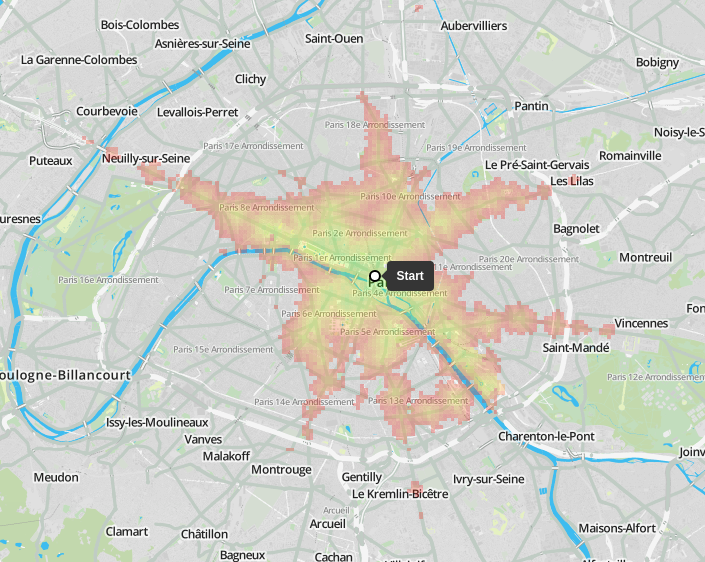 Bois-Colombes
Saint-Ouen
Aubervilliers
Asnières-sur-Seine
La Garenne-Colombes
Bobigny
Clichy
Courbevoie
Levallois-Perret
Pantin
Paris 18e Arrondissement
Noisy-le-S
Paris 17e Arrondissement
Paris 19e Arrondissement
Puteaux
Neuilly-sur-Seine
Romainville
Le Pré-Saint-Gervais
Les Lilas
Paris 10e Arrondissement
Paris 8e Arrondissement
uresnes
Bagnolet
Paris 2e Arrondissement
Montreuil
Paris 1er Arrondissement
Paris 20e Arrondissement
11e Arrondissement
Start
Paris 16e Arrondissement
Pa
Paris 7e Arrondissement
Paris 4e Arrondissement
Fon
Paris 6e Arrondissement
Vincennes
Paris 5e Arrondissement
Paris 15e Arrondissement
Saint-Mandé
oulogne-Billancourt
Paris 12e Arrondissement
Paris 14e Arrondissement
Paris 13e Arrondissement
Issy-les-Moulineaux
Vanves
Charenton-le-Pont
Malakoff
Joinv
Montrouge
Meudon
Gentilly
Ivry-sur-Seine
Le Kremlin-Bicêtre
Arcueil
Arcueil
Maisons-Alfort
Clamart
Châtillon
Bagneux
Cachan